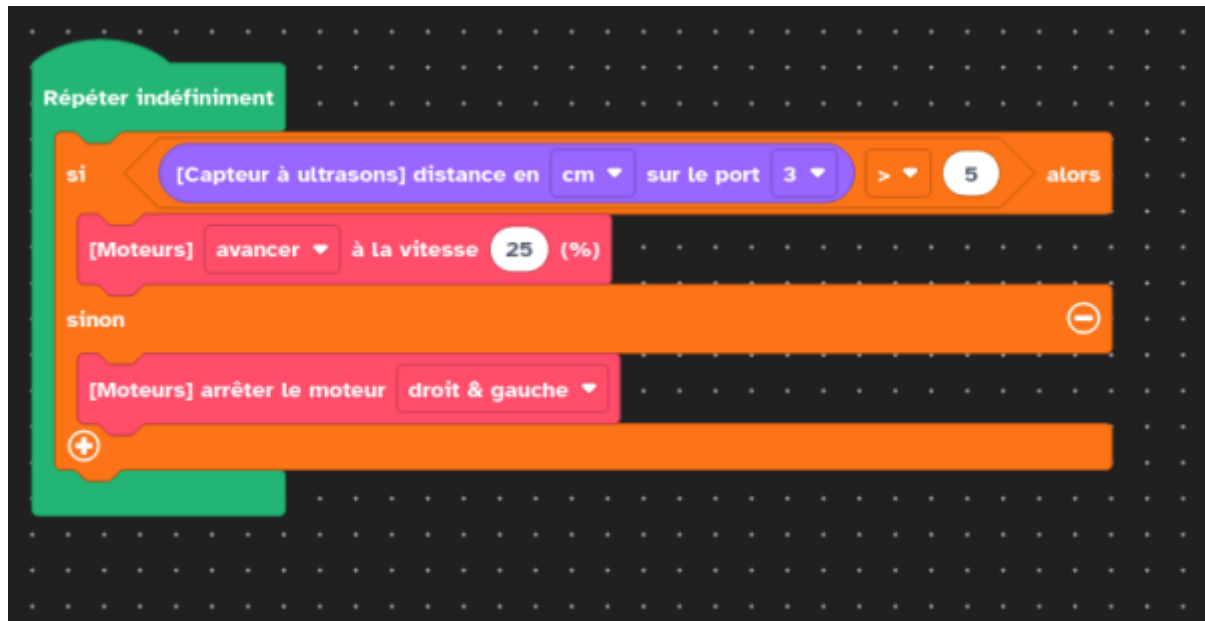 Répéter indéfiniment
si [Capteur à ultrasons] distance en cm sur le port 3 > 5 alors
[Moteurs] avancer à la vitesse 25 (%)
sinon
[Moteurs] arrêter le moteur droit & gauche